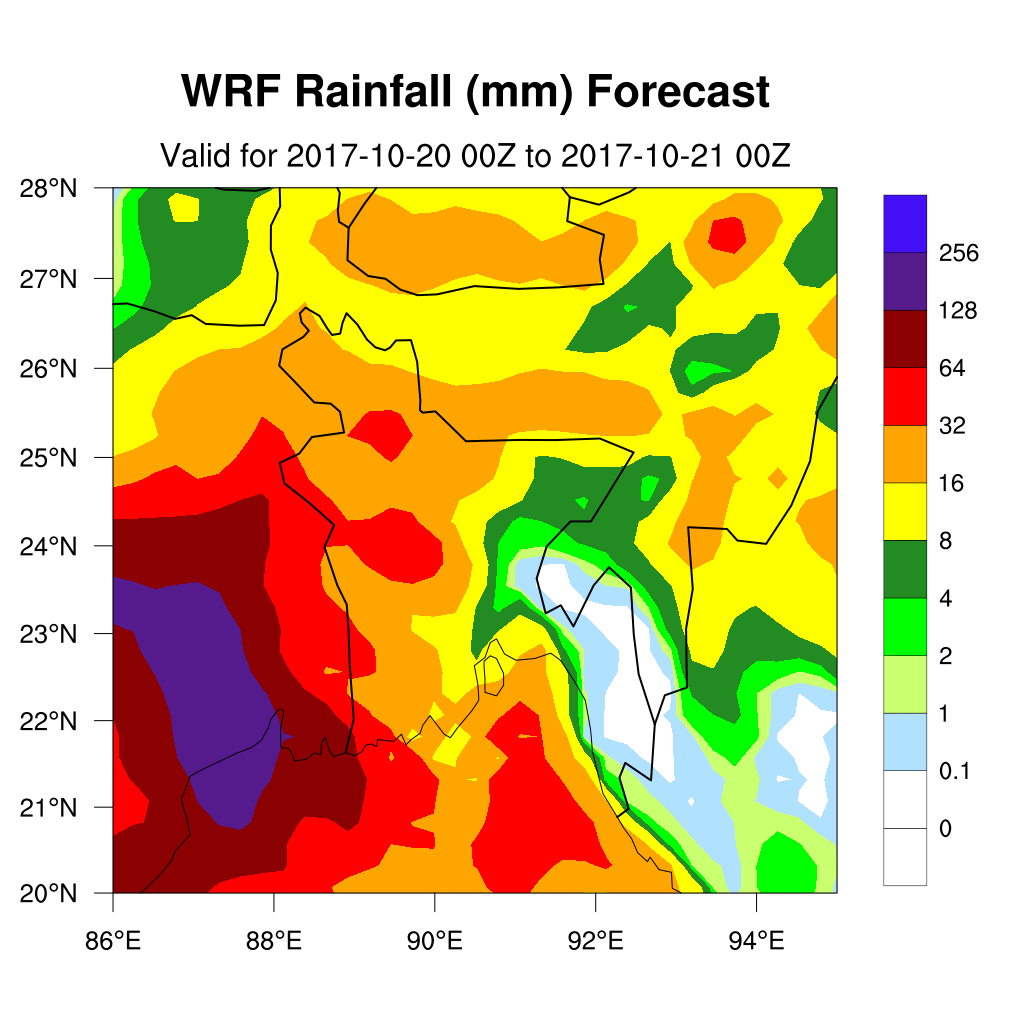 WRF Rainfall (mm) Forecast
Valid for 2017-10-20 00Z to 2017-10-21 00Z
28°N
27°N
26°N
25°N
24°N
23°N
22°N
21°N
20°N
86°E 88°E 90°E 92°E 94°E
256
128
64
32
16
8
4
2
1
0.1
0